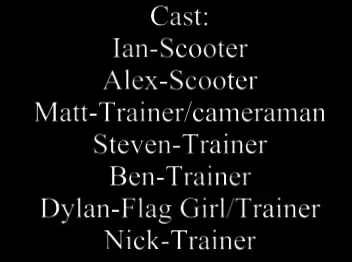 Cast:
Ian-Scooter
Alex-Scooter
Matt-Trainer/cameraman
Steven-Trainer
Ben-Trainer
Dylan-Flag Girl/Trainer
Nick-Trainer